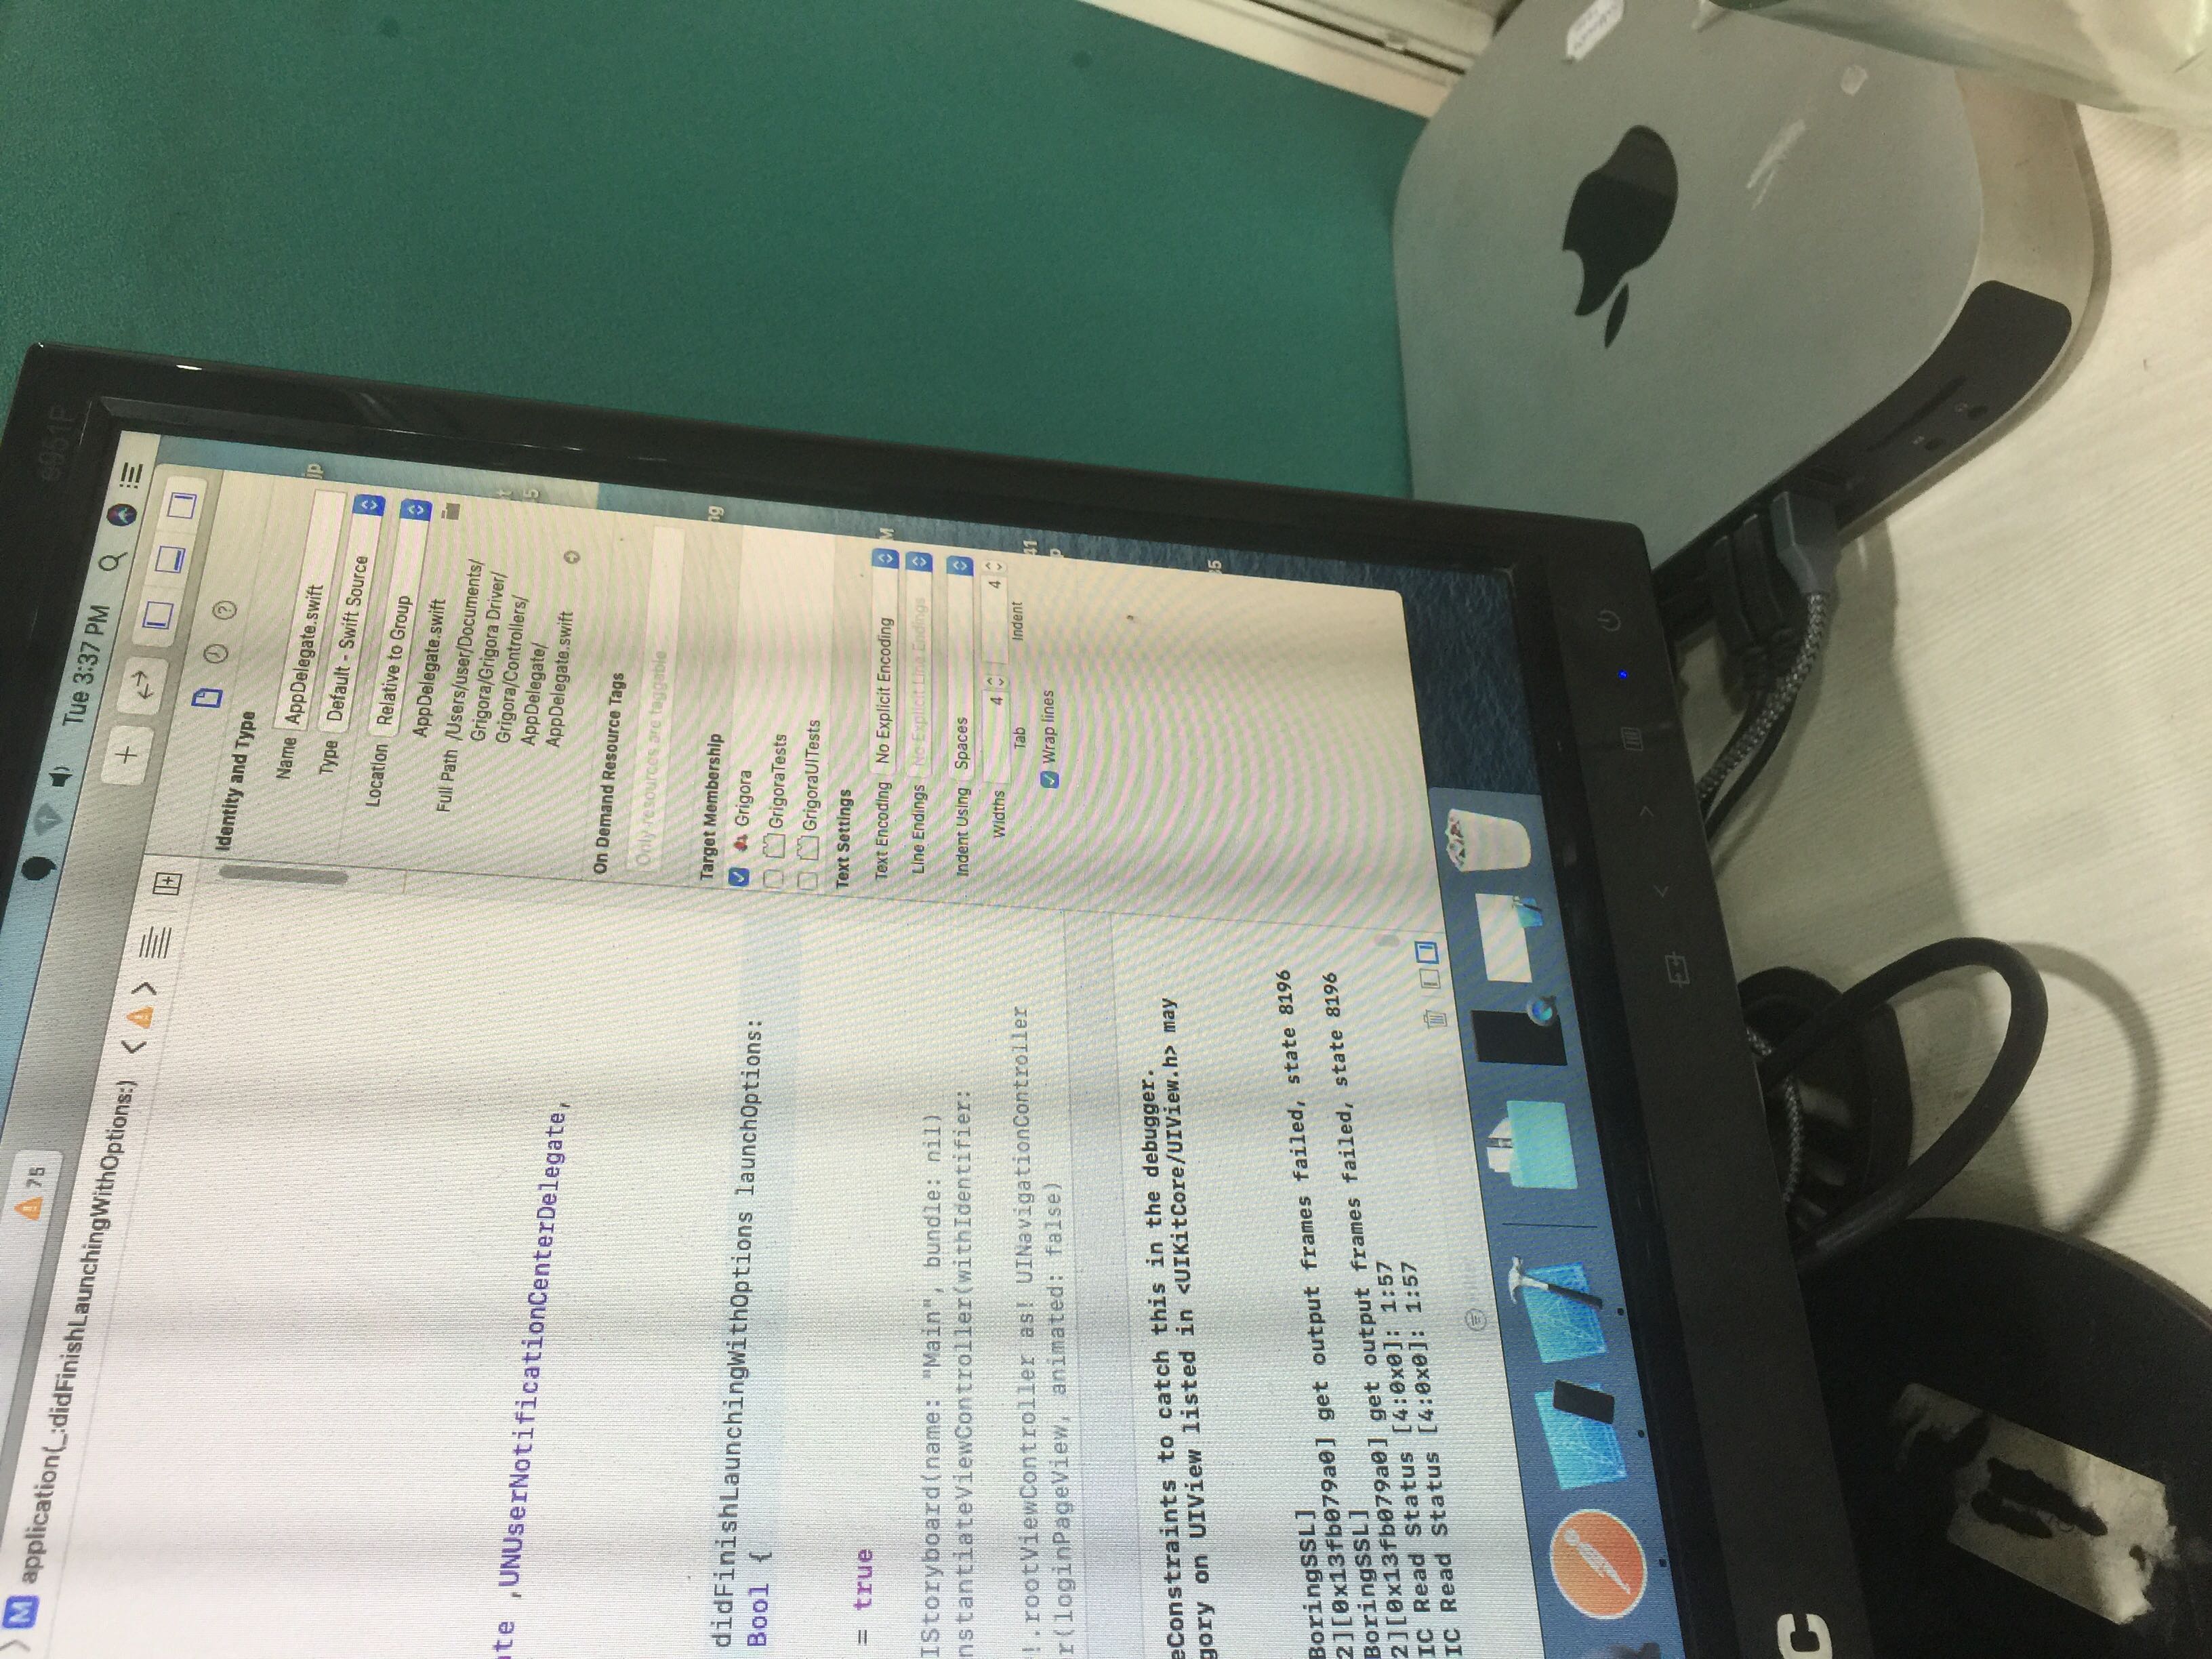 M application(_:didFinishLaunchingWithOptions:)
75
Tue 3:37 PM
e951F
,UNUserNotificationCenterDelegate,
didFinishLaunchingWithOptions launchOptions:
Bool {
= true
IStoryboard(name: "Main", bundle: nil)
nstantiateViewController(withIdentifier:
!.rootViewController as! UINavigationController
r(loginPageView, animated: false)
eConstraints to catch this in the debugger.
gory on UIView listed in <UIKitCore/UIView.h> may
BoringSSL]
2][0x13fb079a0] get output frames failed, state 8196
BoringSSL]
2][0x13fb079a0] get output frames failed, state 8196
IC Read Status [4:0x0]: 1:57
IC Read Status [4:0x0]: 1:57
Filter
Identity and Type
Name AppDelegate.swift
Type Default - Swift Source
Location Relative to Group
AppDelegate.swift
Full Path /Users/user/Documents/
Grigora/Grigora Driver/
Grigora/Controllers/
AppDelegate/
AppDelegate.swift
On Demand Resource Tags
Only resources are taggable
Target Membership
Grigora
GrigoraTests
GrigoraUITests
Text Settings
Text Encoding No Explicit Encoding
Line Endings No Explicit Line Endings
Indent Using Spaces
Widths 4 4
Tab Indent
Wrap lines
C